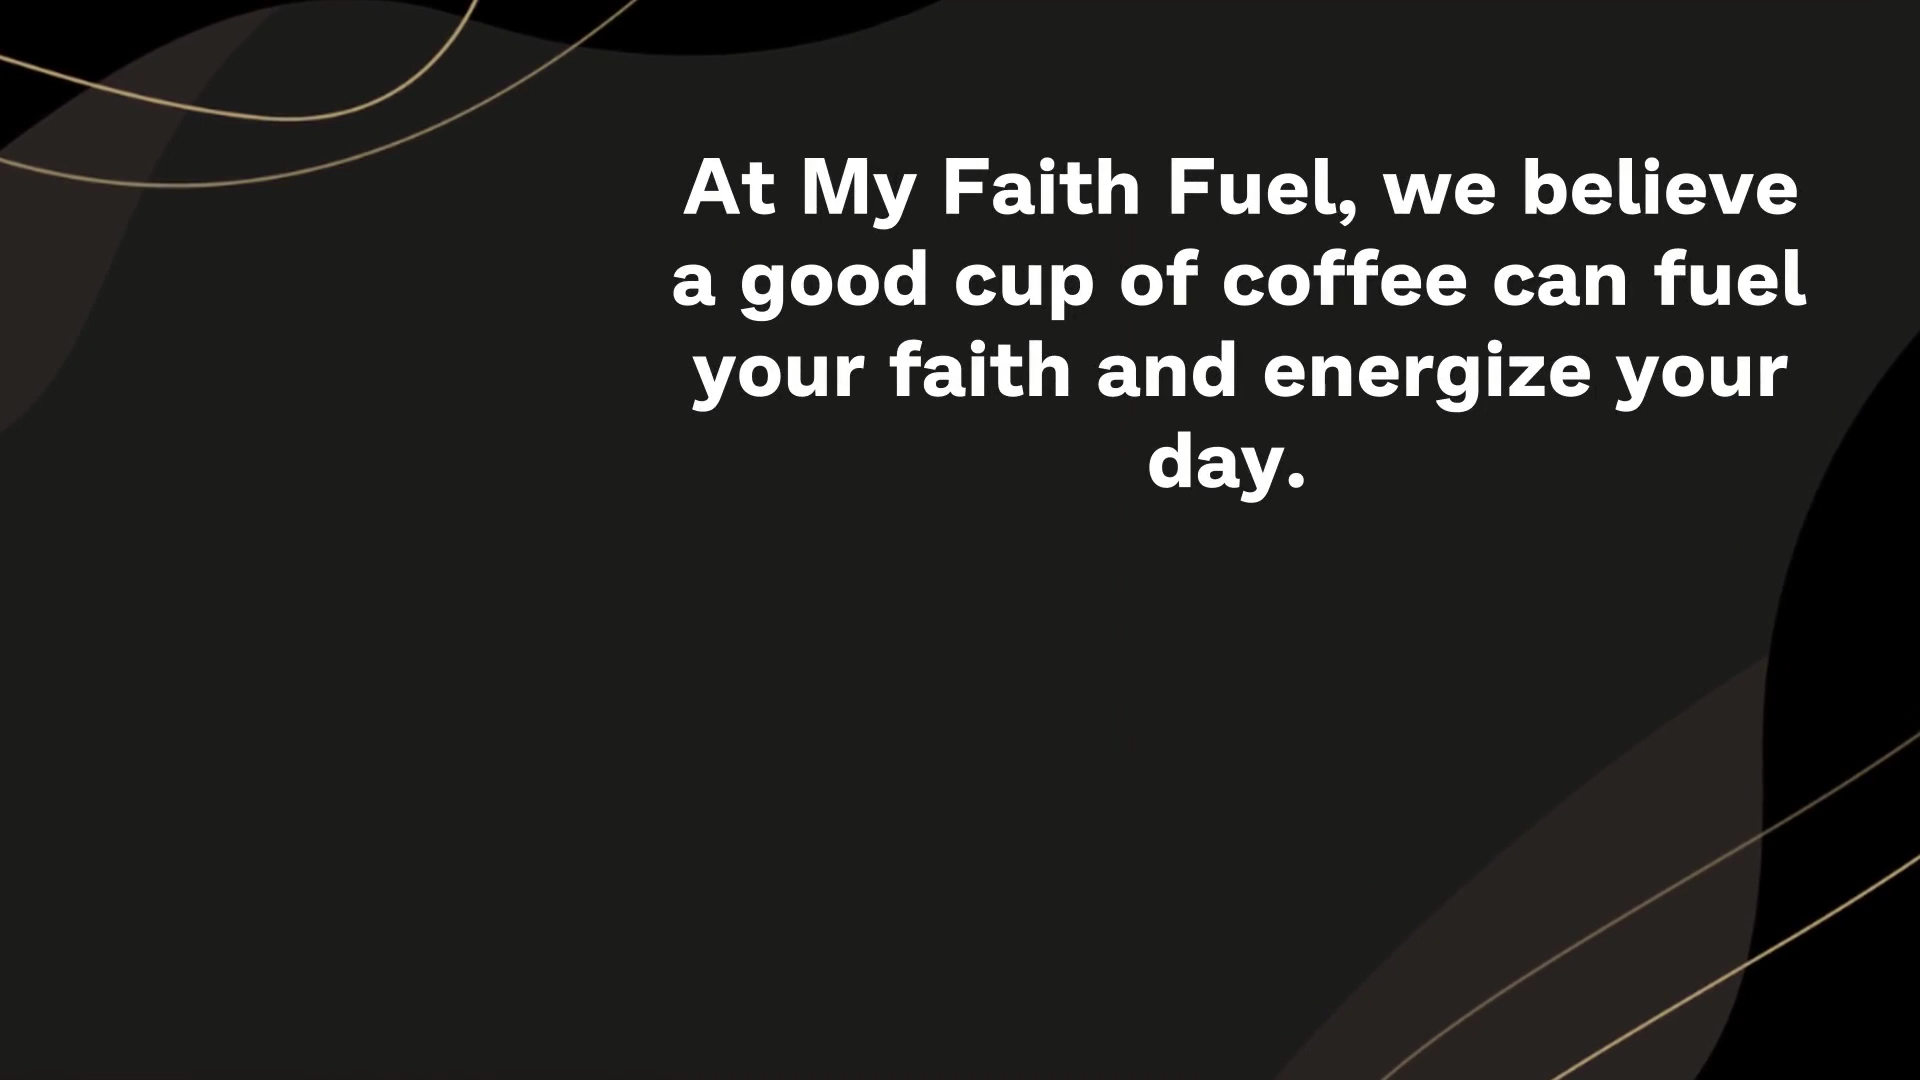 At My Faith Fuel, we believe
a good cup of coffee can fuel
your faith and energize your
day.